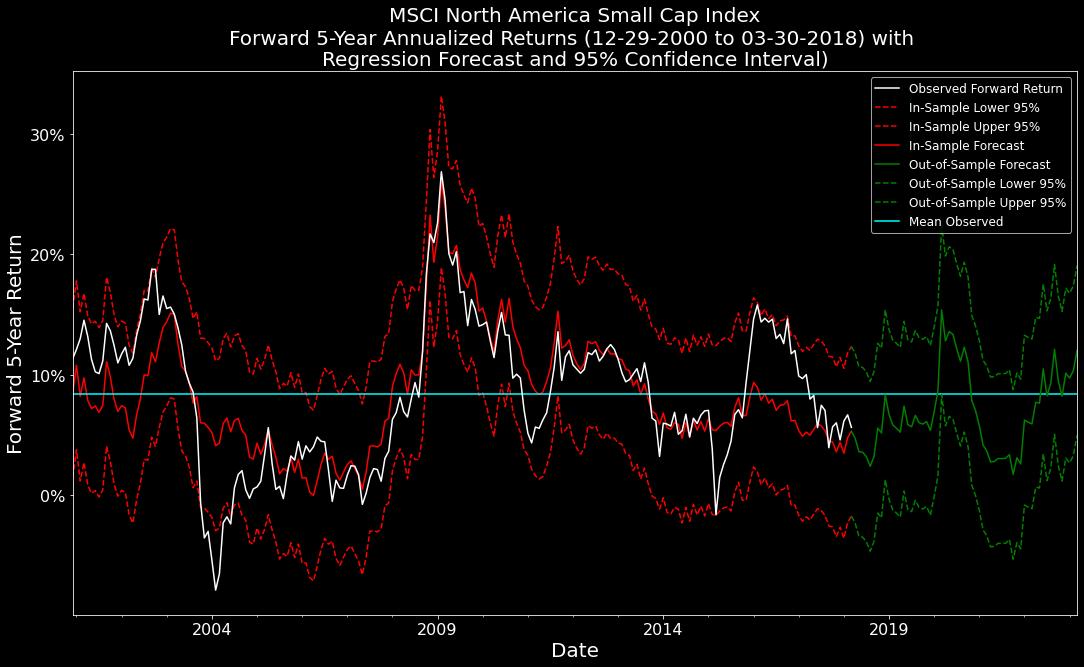 MSCI North America Small Cap Index
Forward 5-Year Annualized Returns (12-29-2000 to 03-30-2018) with
Regression Forecast and 95% Confidence Interval)
Observed Forward Return
In-Sample Lower 95%
In-Sample Upper 95%
In-Sample Forecast
Out-of-Sample Forecast
Out-of-Sample Lower 95%
Out-of-Sample Upper 95%
Mean Observed
Forward 5-Year Return
30%
20%
10%
0%
2004
2009
2014
2019
Date